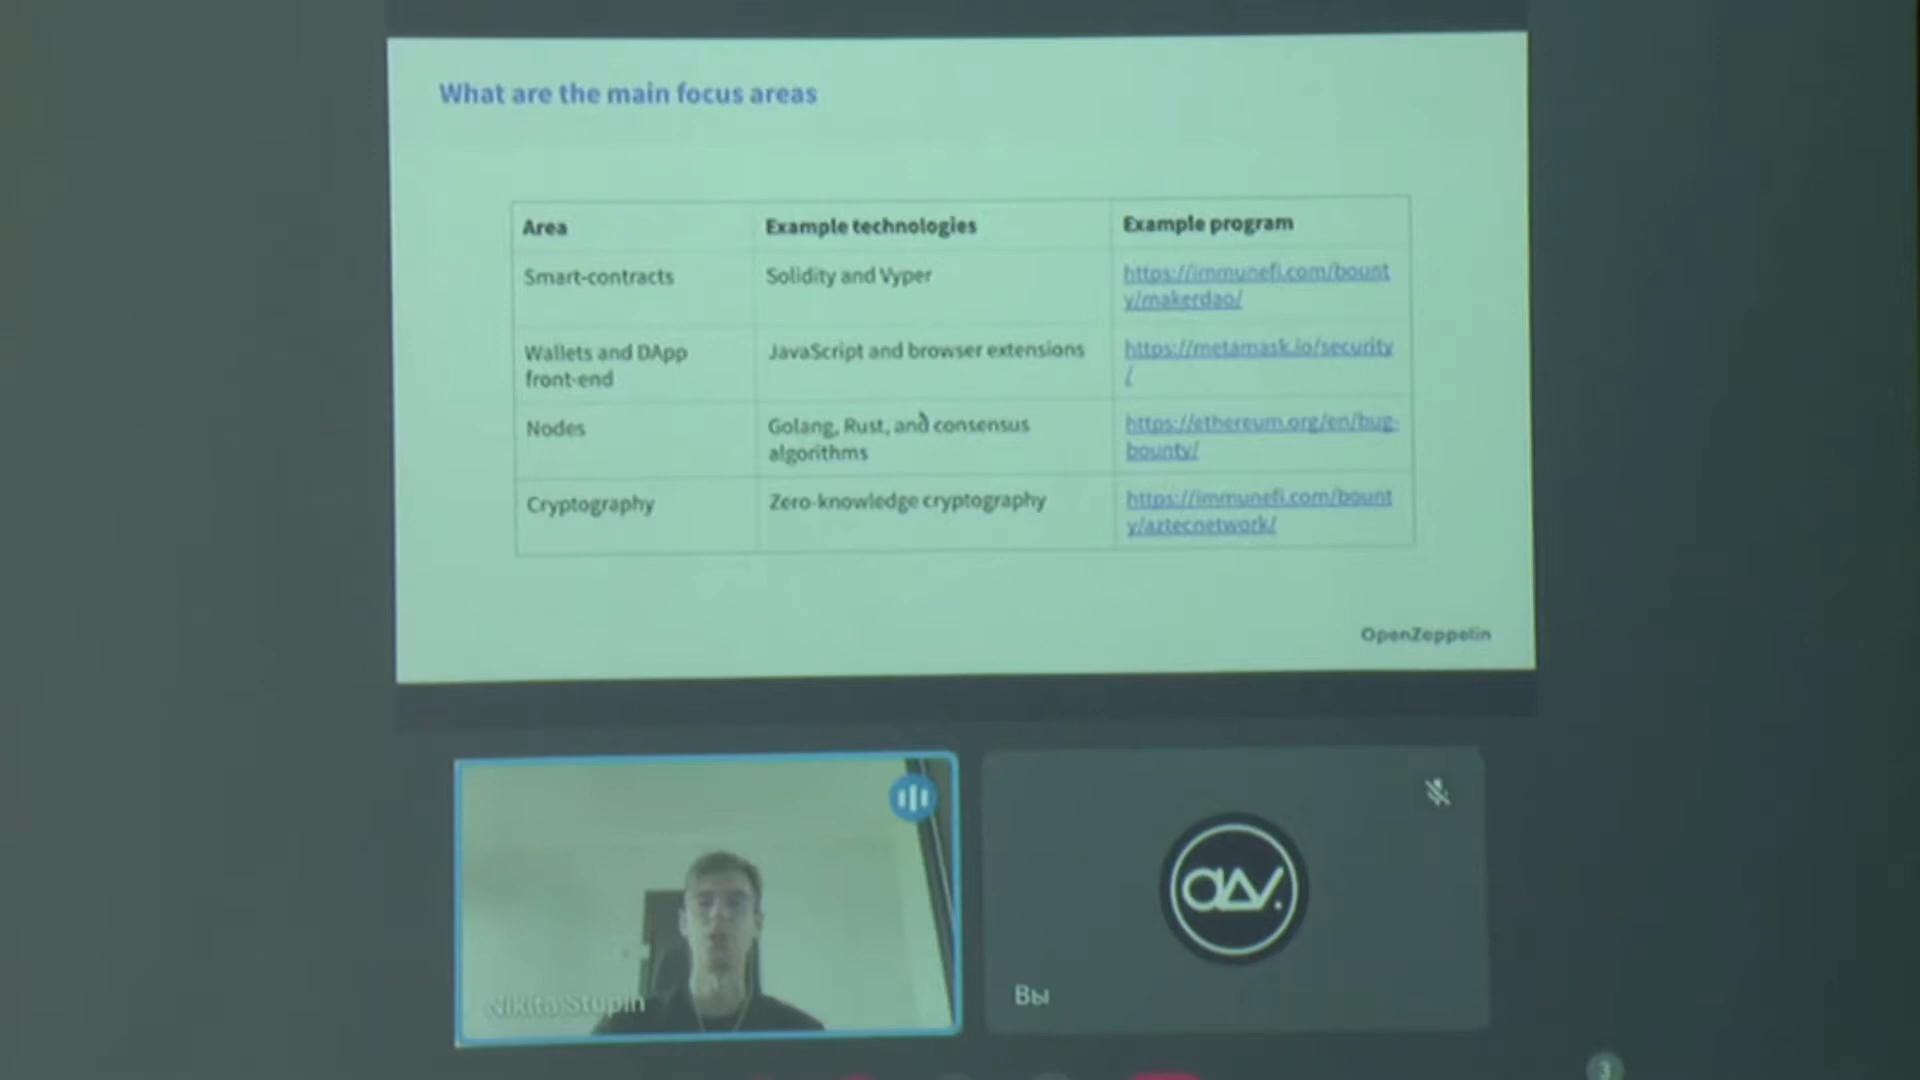 What are the main focus areas
Area
Example technologies
Example program
Smart-contracts
Solidity and Vyper
https://immunefi.com/bount
y/makerdao/
Wallets and DApp
front-end
JavaScript and browser extensions
https://metamask.io/security
/
Nodes
Golang, Rust, and consensus
algorithms
https://ethereum.org/en/bug-
bounty/
Cryptography
Zero-knowledge cryptography
https://immunefi.com/bount
y/aztecnetwork/
OpenZeppelin
Nikita Stupin
Вы
3